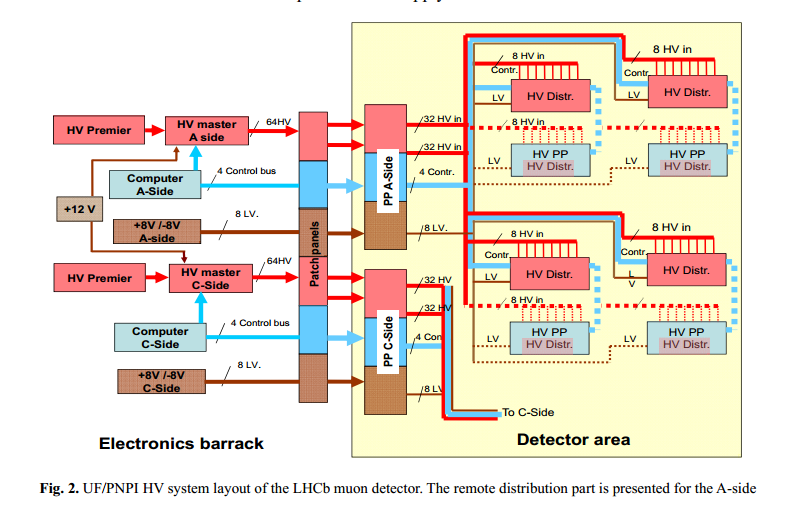 8 HV in
8 HV in
Contr.
Contr.
HV Distr.
HV Distr.
LV
LV
64HV
HV Premier
HV master
A side
32 HV in
8 HV in
32 HV in
HV PP
HV Distr.
HV PP
HV Distr.
LV
LV
Computer
A-Side
4 Control bus
4 Contr.
PP A-Side
+12 V
8 LV.
+8V /-8V
A-side
8 LV.
Patch panels
8 HV in
8 HV in
Contr.
Contr.
64HV
HV Premier
HV master
C-Side
HV Distr.
HV Distr.
LV
L
V
32 HV
8 HV in
32 HV
Computer
C-Side
4 Control bus
4 Con
PP C-Side
HV PP
HV Distr.
HV PP
HV Distr.
LV
LV
8 LV.
+8V /-8V
C-Side
8 LV
To C-Side
Electronics barrack
Detector area
Fig. 2. UF/PNPI HV system layout of the LHCb muon detector. The remote distribution part is presented for the A-side